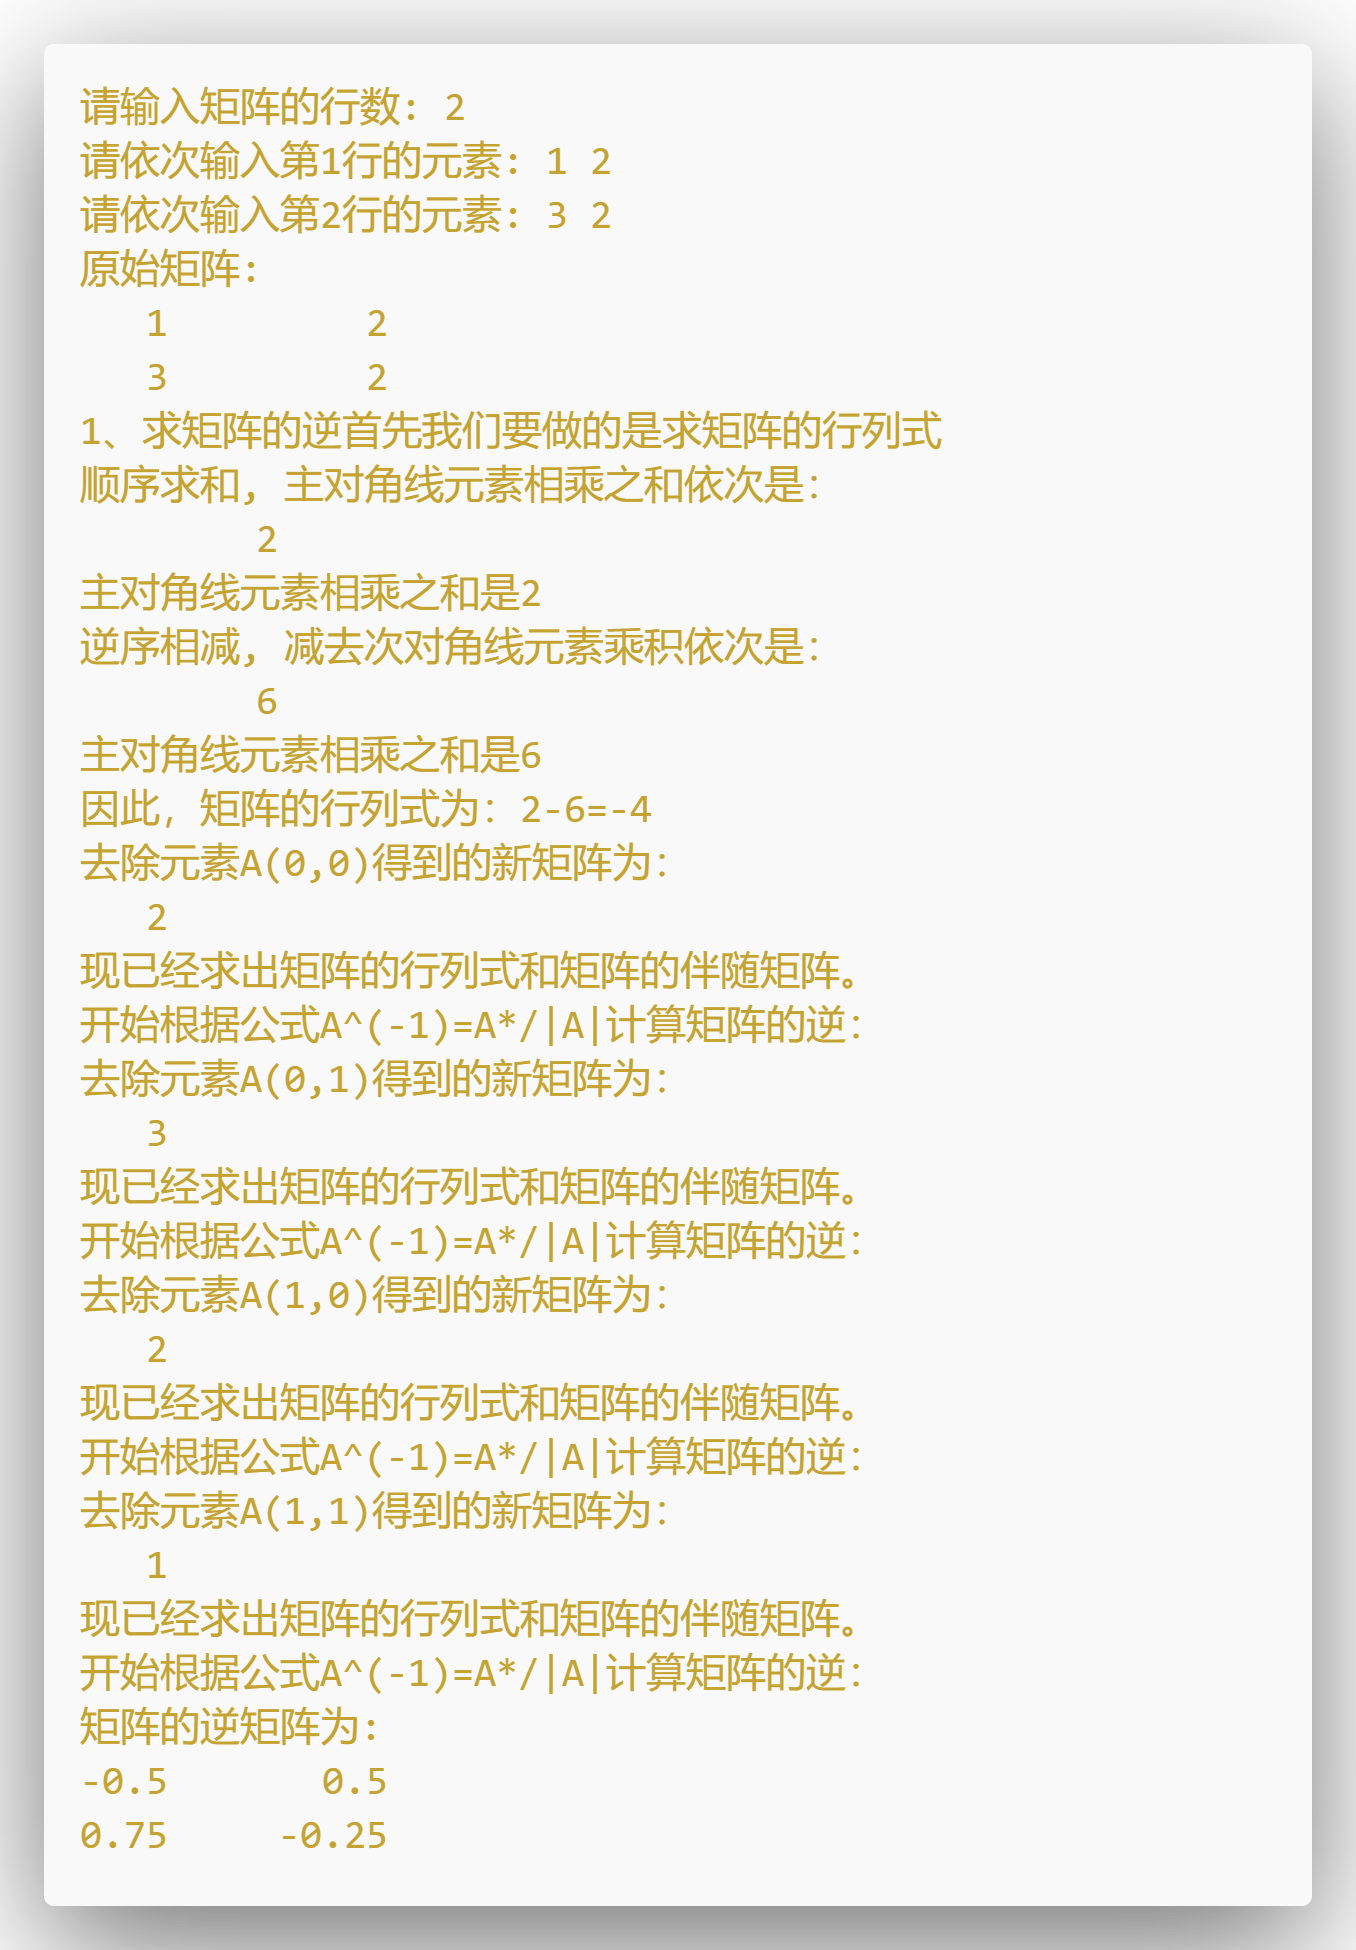 请输入矩阵的行数: 2
请依次输入第1行的元素: 1 2
请依次输入第2行的元素: 3 2
原始矩阵:
1 2
3 2
1、求矩阵的逆首先我们要做的是求矩阵的行列式
顺序求和, 主对角线元素相乘之和依次是：
2
主对角线元素相乘之和是2
逆序相减, 减去次对角线元素乘积依次是：
6
主对角线元素相乘之和是6
因此，矩阵的行列式为：2-6=-4
去除元素A(0,0)得到的新矩阵为：
2
现已经求出矩阵的行列式和矩阵的伴随矩阵。
开始根据公式A^(-1)=A*/|A|计算矩阵的逆：
去除元素A(0,1)得到的新矩阵为：
3
现已经求出矩阵的行列式和矩阵的伴随矩阵。
开始根据公式A^(-1)=A*/|A|计算矩阵的逆：
去除元素A(1,0)得到的新矩阵为：
2
现已经求出矩阵的行列式和矩阵的伴随矩阵。
开始根据公式A^(-1)=A*/|A|计算矩阵的逆：
去除元素A(1,1)得到的新矩阵为：
1
现已经求出矩阵的行列式和矩阵的伴随矩阵。
开始根据公式A^(-1)=A*/|A|计算矩阵的逆：
矩阵的逆矩阵为:
-0.5 0.5
0.75 -0.25